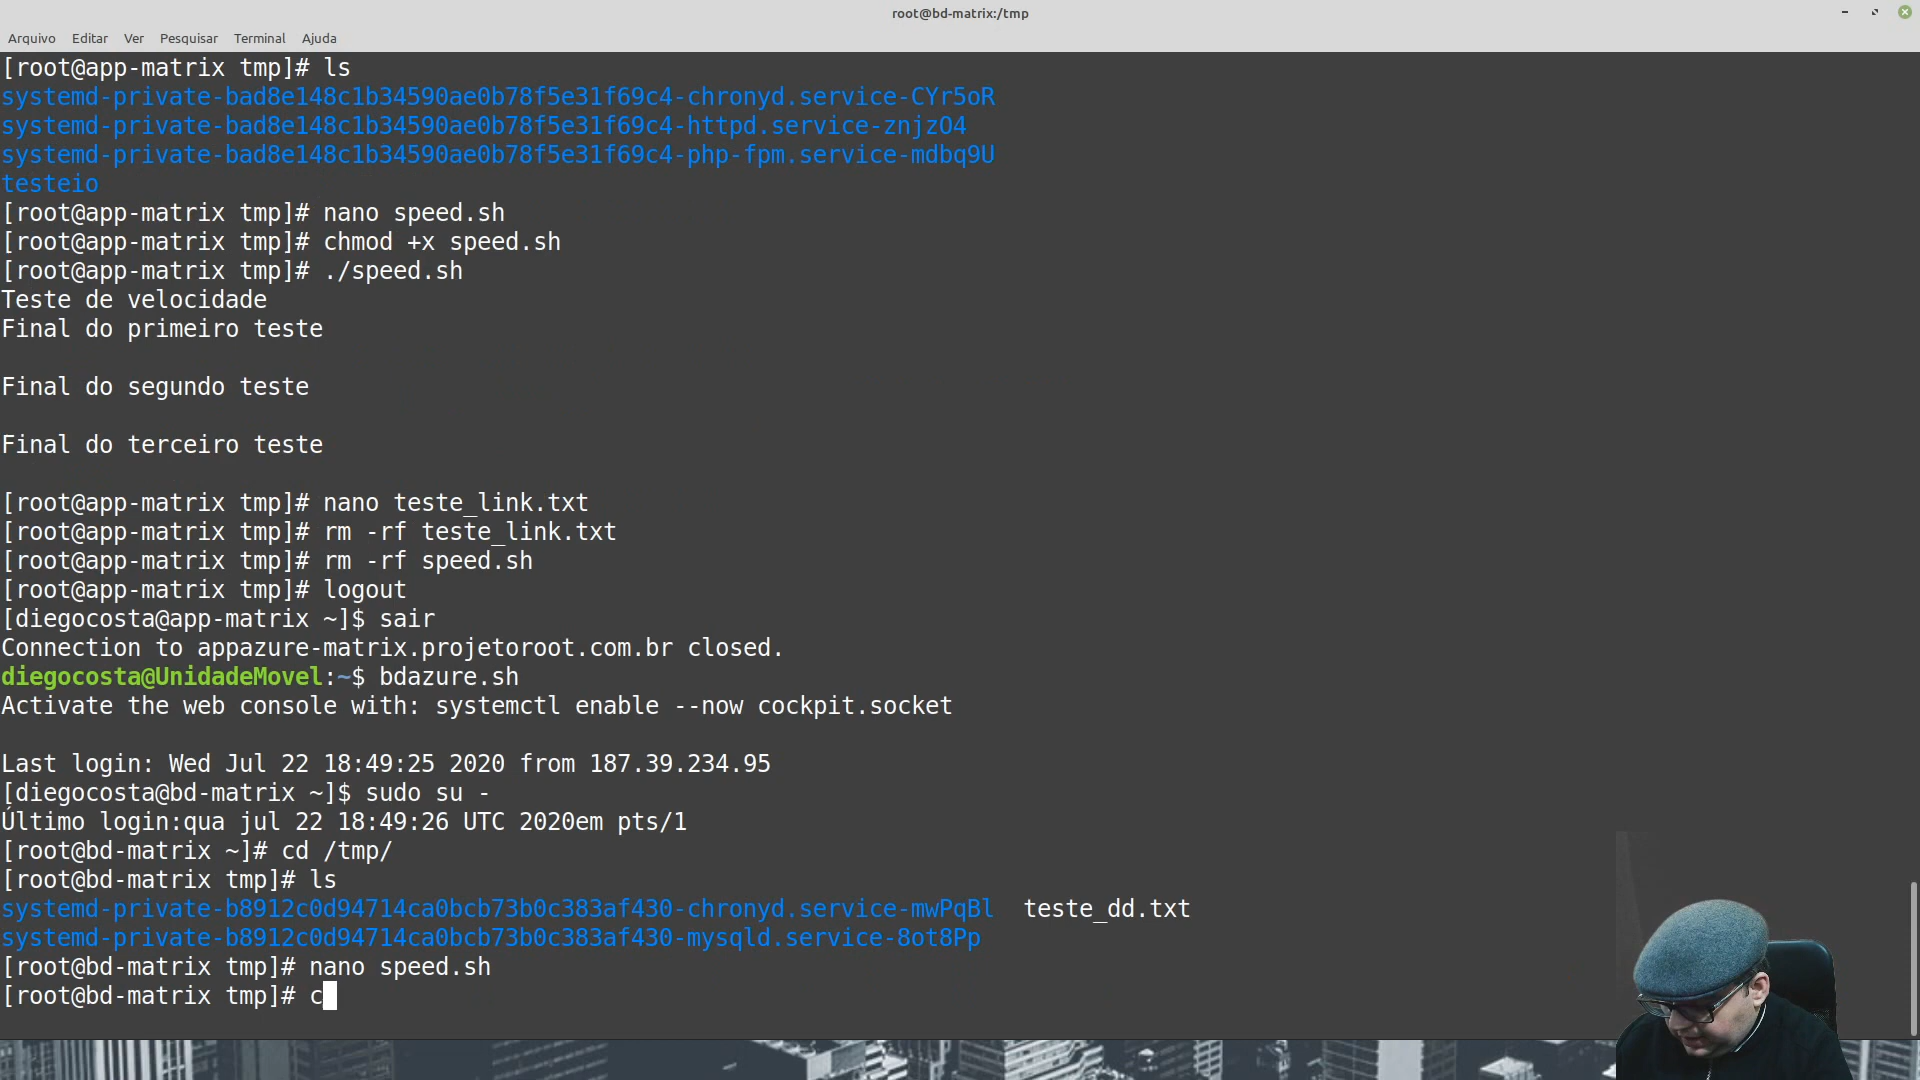 root@bd-matrix:/tmp
Arquivo Editar Ver Pesquisar Terminal Ajuda
[root@app-matrix tmp]# ls
systemd-private-bad8e148c1b34590ae0b78f5e31f69c4-chronyd.service-CYr5oR
systemd-private-bad8e148c1b34590ae0b78f5e31f69c4-httpd.service-znjzO4
systemd-private-bad8e148c1b34590ae0b78f5e31f69c4-php-fpm.service-mdbq9U
testeio
[root@app-matrix tmp]# nano speed.sh
[root@app-matrix tmp]# chmod +x speed.sh
[root@app-matrix tmp]# ./speed.sh
Teste de velocidade
Final do primeiro teste
Final do segundo teste
Final do terceiro teste
[root@app-matrix tmp]# nano teste_link.txt
[root@app-matrix tmp]# rm -rf teste_link.txt
[root@app-matrix tmp]# rm -rf speed.sh
[root@app-matrix tmp]# logout
[diegocosta@app-matrix ~]$ sair
Connection to appazure-matrix.projetoroot.com.br closed.
diegocosta@UnidadeMovel:~$ bdazure.sh
Activate the web console with: systemctl enable --now cockpit.socket
Last login: Wed Jul 22 18:49:25 2020 from 187.39.234.95
[diegocosta@bd-matrix ~]$ sudo su -
Último login:qua jul 22 18:49:26 UTC 2020em pts/1
[root@bd-matrix ~]# cd /tmp/
[root@bd-matrix tmp]# ls
systemd-private-b8912c0d94714ca0bcb73b0c383af430-chronyd.service-mwPqBl teste_dd.txt
systemd-private-b8912c0d94714ca0bcb73b0c383af430-mysqld.service-8ot8Pp
[root@bd-matrix tmp]# nano speed.sh
[root@bd-matrix tmp]# c